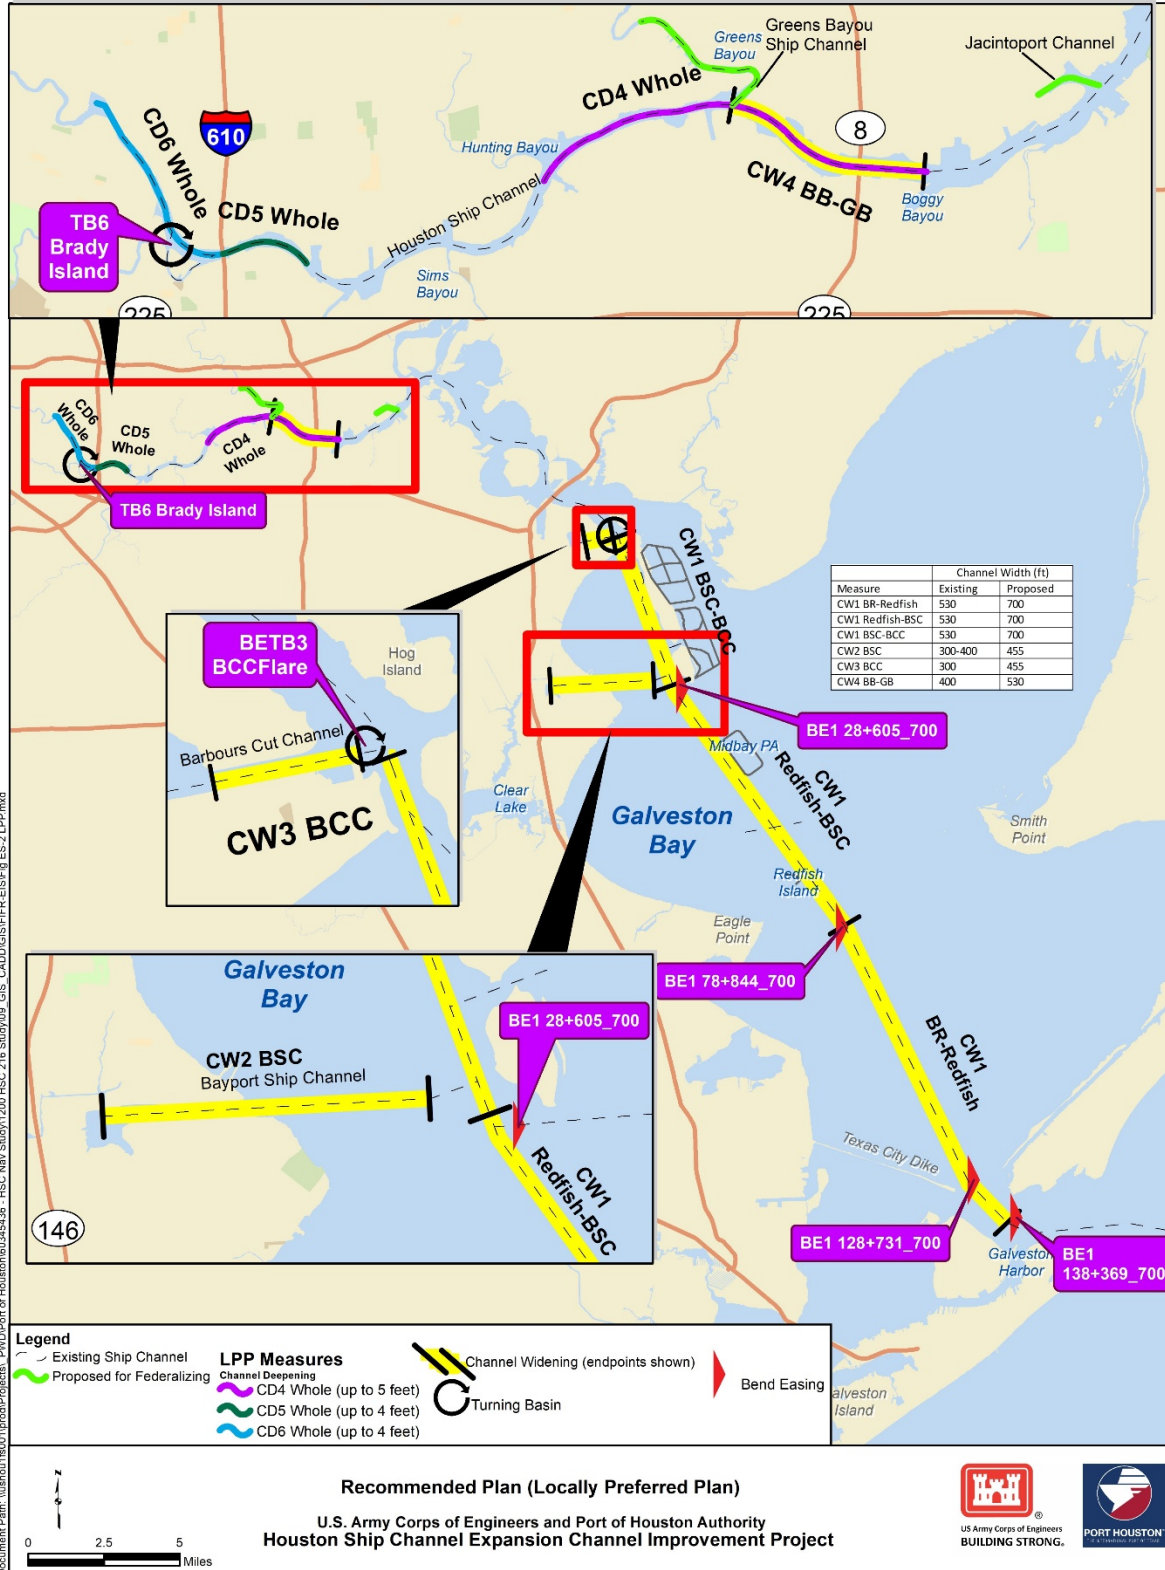 Greens Bayou
Ship Channel
Greens
Bayou
Jacintoport Channel
CD4 Whole
610
8
Hunting Bayou
CD6 Whole
CW4 BB-GB
Boggy
Bayou
CD5 Whole
Houston Ship Channel
TB6
Brady
Island
Sims
Bayou
225
225
CD6
Whole
CD5
Whole
CD4
Whole
TB6 Brady Island
CW1 BSC-BCC
Channel Width (ft)
Measure Existing Proposed
CW1 BR-Redfish 530 700
CW1 Redfish-BSC 530 700
CW1 BSC-BCC 530 700
CW2 BSC 300-400 455
CW3 BCC 300 455
CW4 BB-GB 400 530
BETB3
BCCFlare
Hog
Island
Barbours Cut Channel
CW3 BCC
BE1 28+605_700
Midbay PA
CW1
Redfish-BSC
Clear
Lake
Galveston
Bay
Smith
Point
Redfish
Island
Eagle
Point
BE1 78+844_700
Galveston
Bay
BE1 28+605_700
CW2 BSC
Bayport Ship Channel
CW1
Redfish-BSC
146
CW1
BR-Redfish
Texas City Dike
BE1 128+731_700
Galveston
Harbor
BE1
138+369_700
alveston
Island
Legend
Existing Ship Channel
Proposed for Federalizing
LPP Measures
Channel Deepening
CD4 Whole (up to 5 feet)
CD5 Whole (up to 4 feet)
CD6 Whole (up to 4 feet)
Channel Widening (endpoints shown)
Turning Basin
Bend Easing
N
0 2.5 5
Miles
Recommended Plan (Locally Preferred Plan)
U.S. Army Corps of Engineers and Port of Houston Authority
Houston Ship Channel Expansion Channel Improvement Project
®
US Army Corps of Engineers
BUILDING STRONG®
PORT HOUSTON